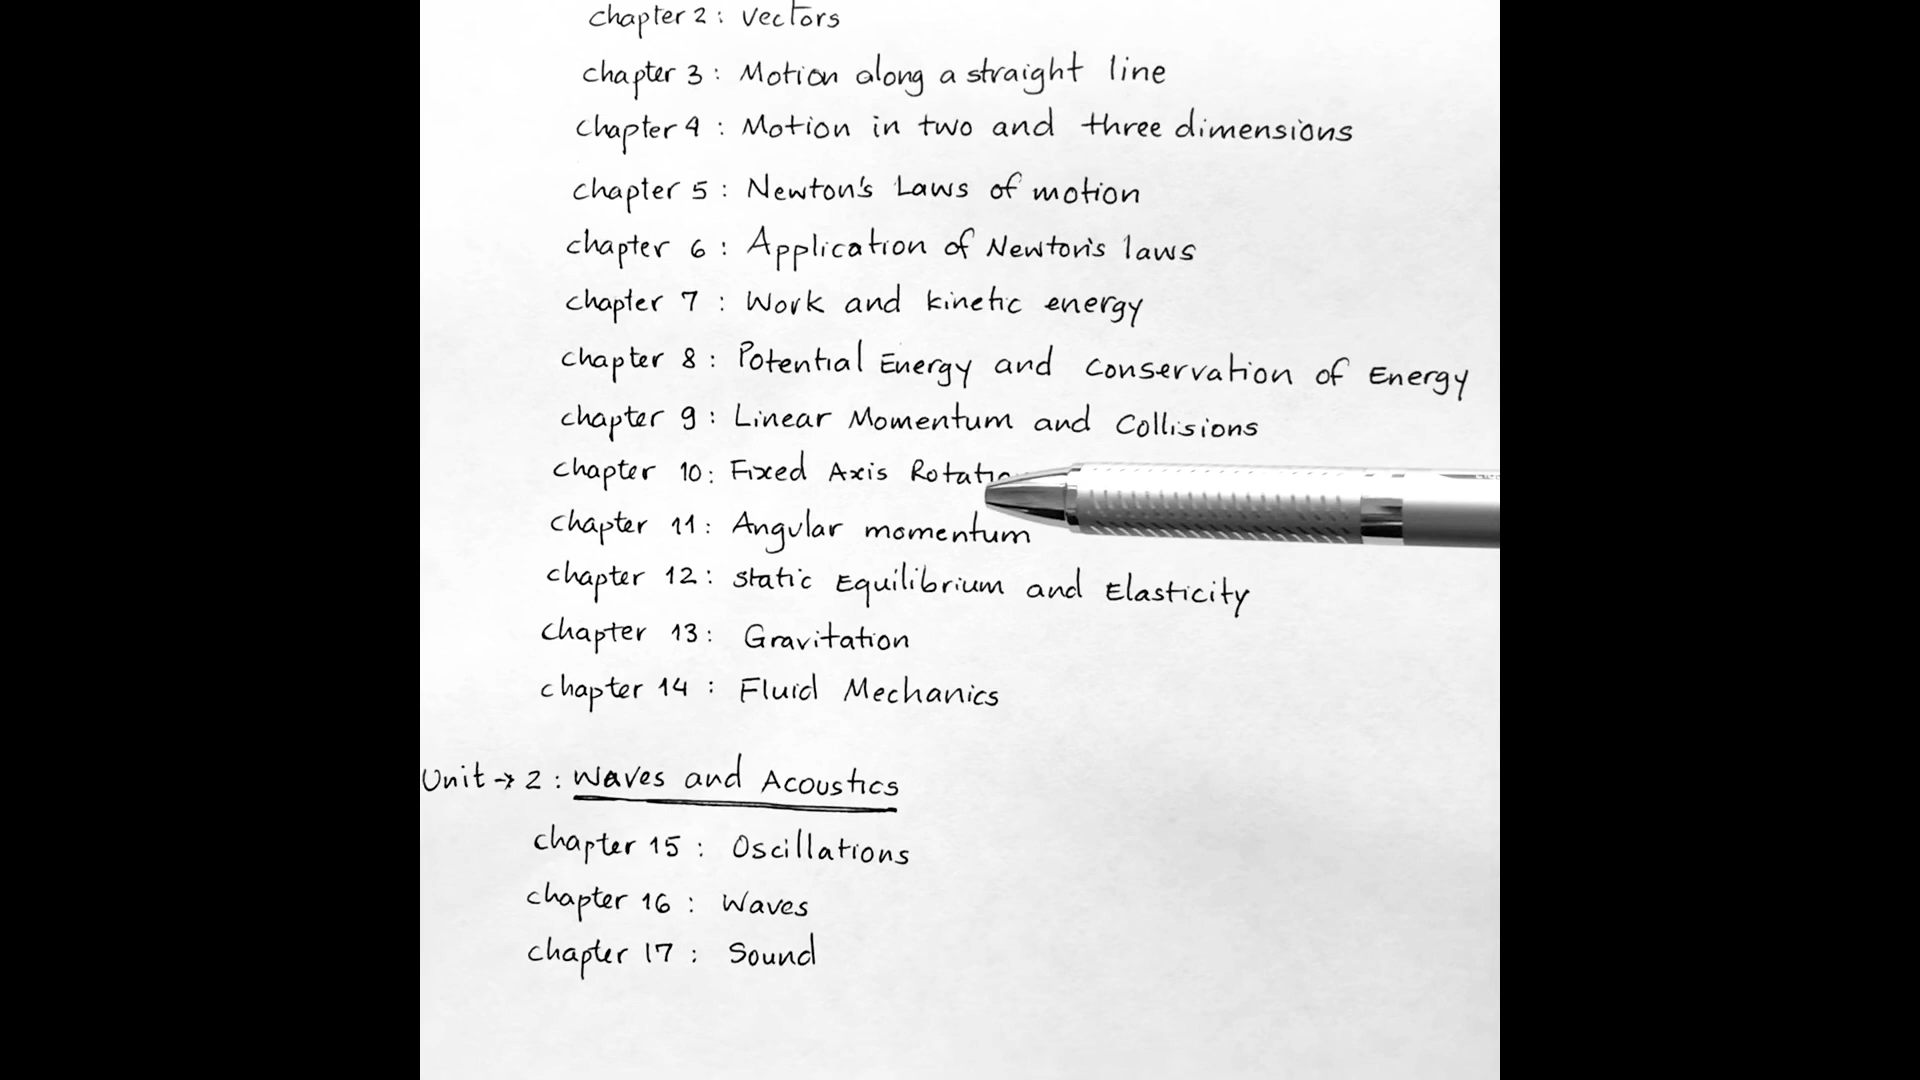 chapter 2 : Vectors
chapter 3 : Motion along a straight line
chapter 4 : Motion in two and three dimensions
chapter 5 : Newton's Laws of motion
chapter 6 : Application of Newton's laws
chapter 7 : Work and kinetic energy
chapter 8 : Potential Energy and conservation of Energy
chapter 9 : Linear Momentum and Collisions
chapter 10 : Fixed Axis
chapter 11 : Angular momentum
chapter 12 : Static Equilibrium and Elasticity
chapter 13 : Gravitation
chapter 14 : Fluid Mechanics
Unit → 2 : Waves and Acoustics
chapter 15 : Oscillations
chapter 16 : Waves
chapter 17 : Sound